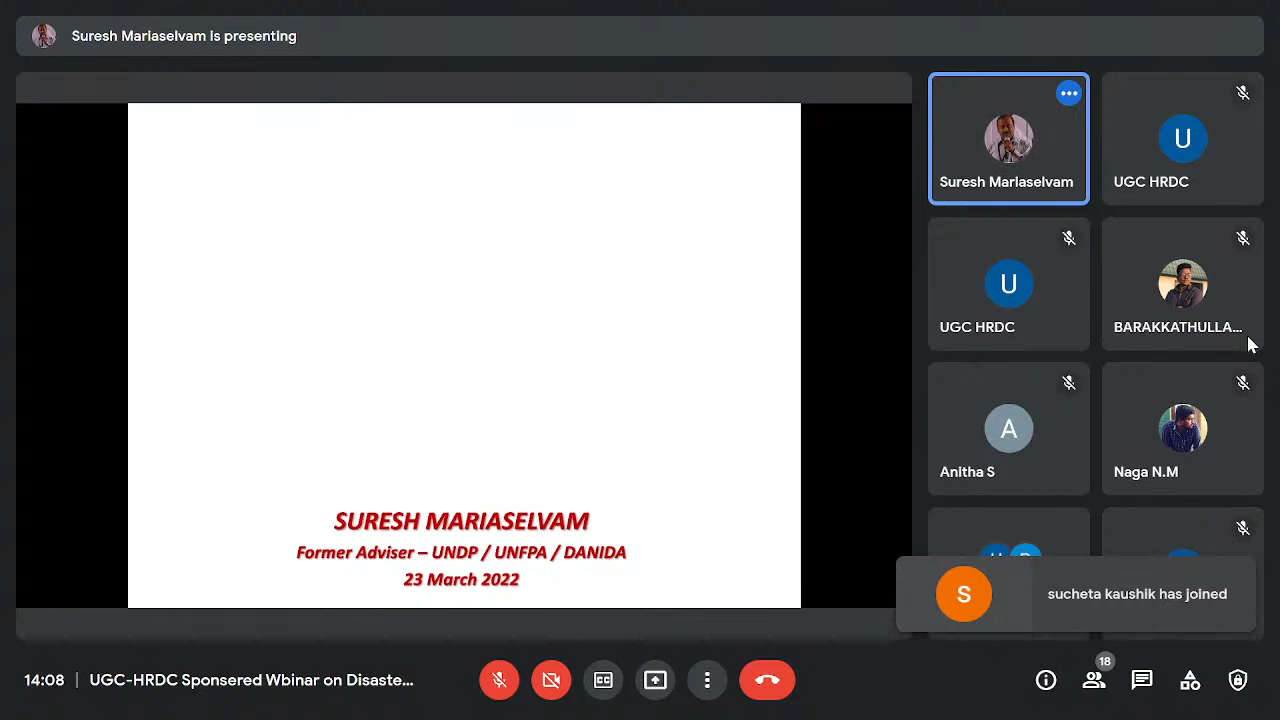 Suresh Mariaselvam is presenting
Suresh Mariaselvam
U
UGC HRDC
U
UGC HRDC
BARAKKATHULLA...
A
Anitha S
Naga N.M
SURESH MARIASELVAM
Former Adviser – UNDP / UNFPA / DANIDA
23 March 2022
S
sucheta kaushik has joined
14:08 | UGC-HRDC Sponsered Wbinar on Disaste...
CC
18